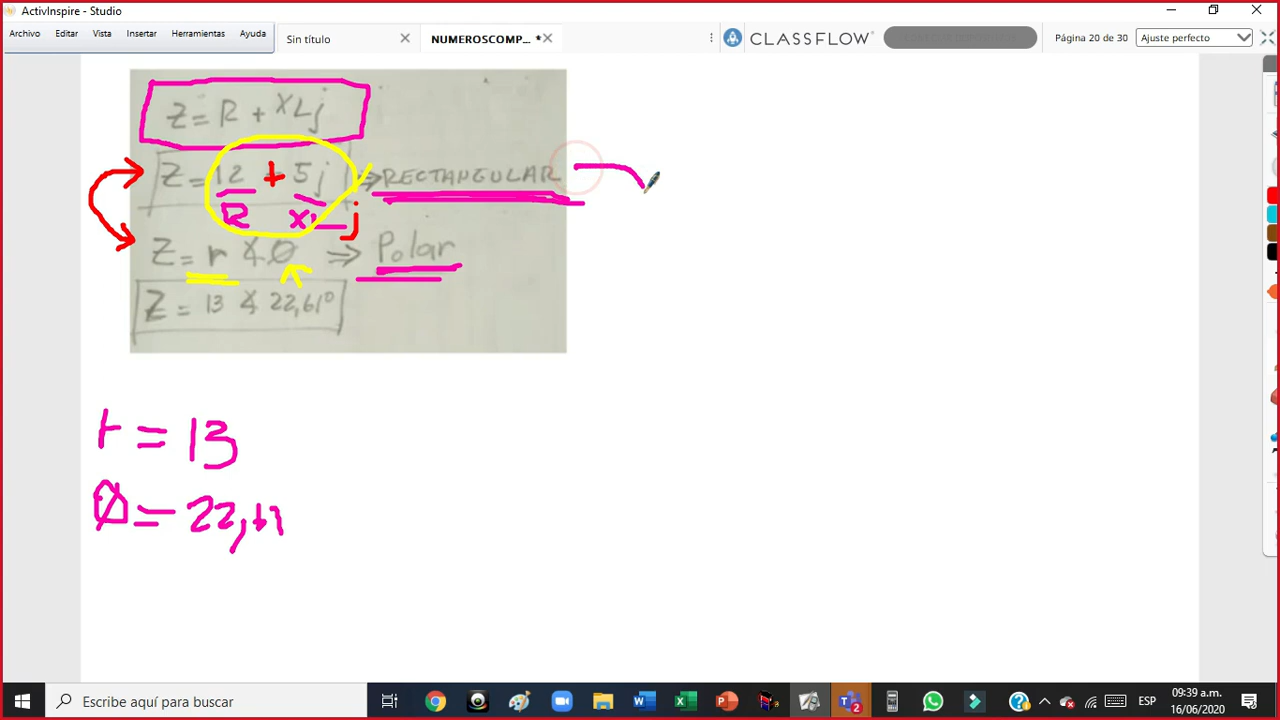 ActivInspire - Studio
Archivo Editar Vista Insertar Herramientas Ayuda
Sin título
NUMEROSCOMP... *
CLASSFLOW
Página 20 de 30
Ajuste perfecto
Z = R + XLj
Z = 12 + 5j ⇒ RECTANGULAR
R XL j
Z = r ∡ Ø ⇒ Polar
Z = 13 ∡ 22,61°
r = 13
Ø = 22,61
Escribe aquí para buscar
2
ESP
09:39 a.m.
16/06/2020